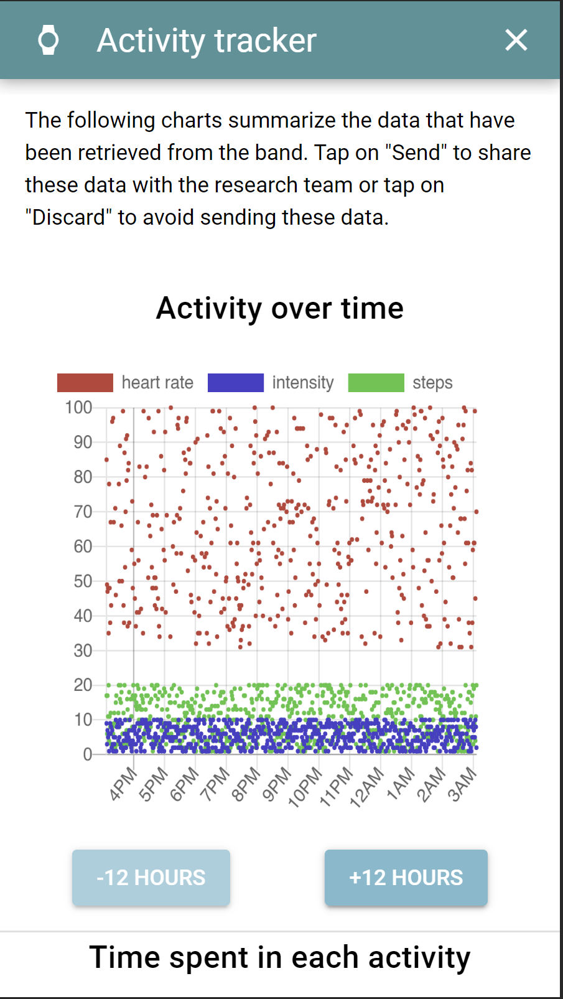 Activity tracker
The following charts summarize the data that have
been retrieved from the band. Tap on "Send" to share
these data with the research team or tap on
"Discard" to avoid sending these data.
Activity over time
heart rate intensity steps
100
90
80
70
60
50
40
30
20
10
0
4PM 5PM 6PM 7PM 8PM 9PM 10PM 11PM 12AM 1AM 2AM 3AM
-12 HOURS +12 HOURS
Time spent in each activity